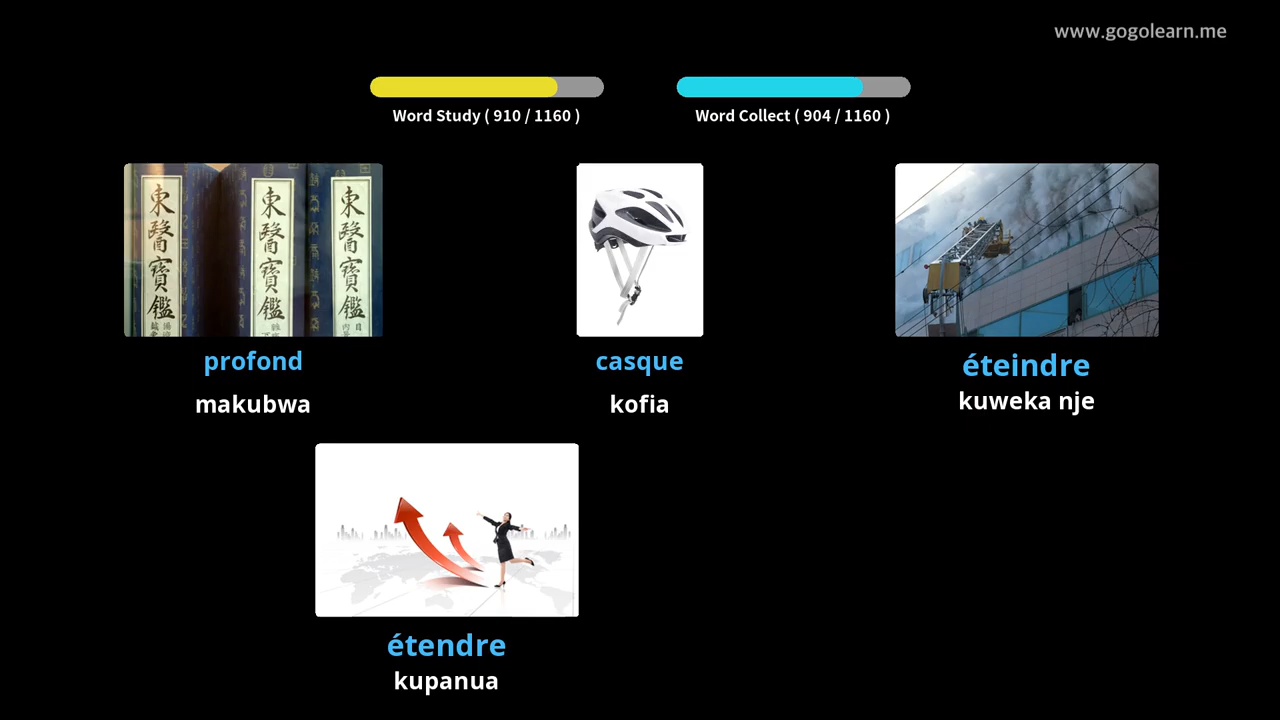 www.gogolearn.me
Word Study ( 910 / 1160 )
Word Collect ( 904 / 1160 )
東醫寶鑑
東醫寶鑑
東醫寶鑑
profond
casque
éteindre
makubwa
kofia
kuweka nje
étendre
kupanua